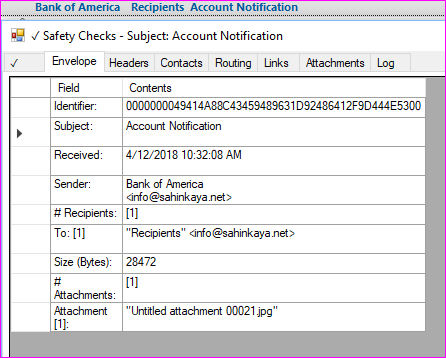 Bank of America Recipients Account Notification
✓ Safety Checks - Subject: Account Notification
✓ Envelope Headers Contacts Routing Links Attachments Log
Field Contents
Identifier: 0000000049414A88C43459489631D92486412F9D444E5300
Subject: Account Notification
Received: 4/12/2018 10:32:08 AM
Sender: Bank of America
<info@sahinkaya.net>
# Recipients: [1]
To: [1] "Recipients" <info@sahinkaya.net>
Size (Bytes): 28472
# [1]
Attachments:
Attachment "Untitled attachment 00021.jpg"
[1]: